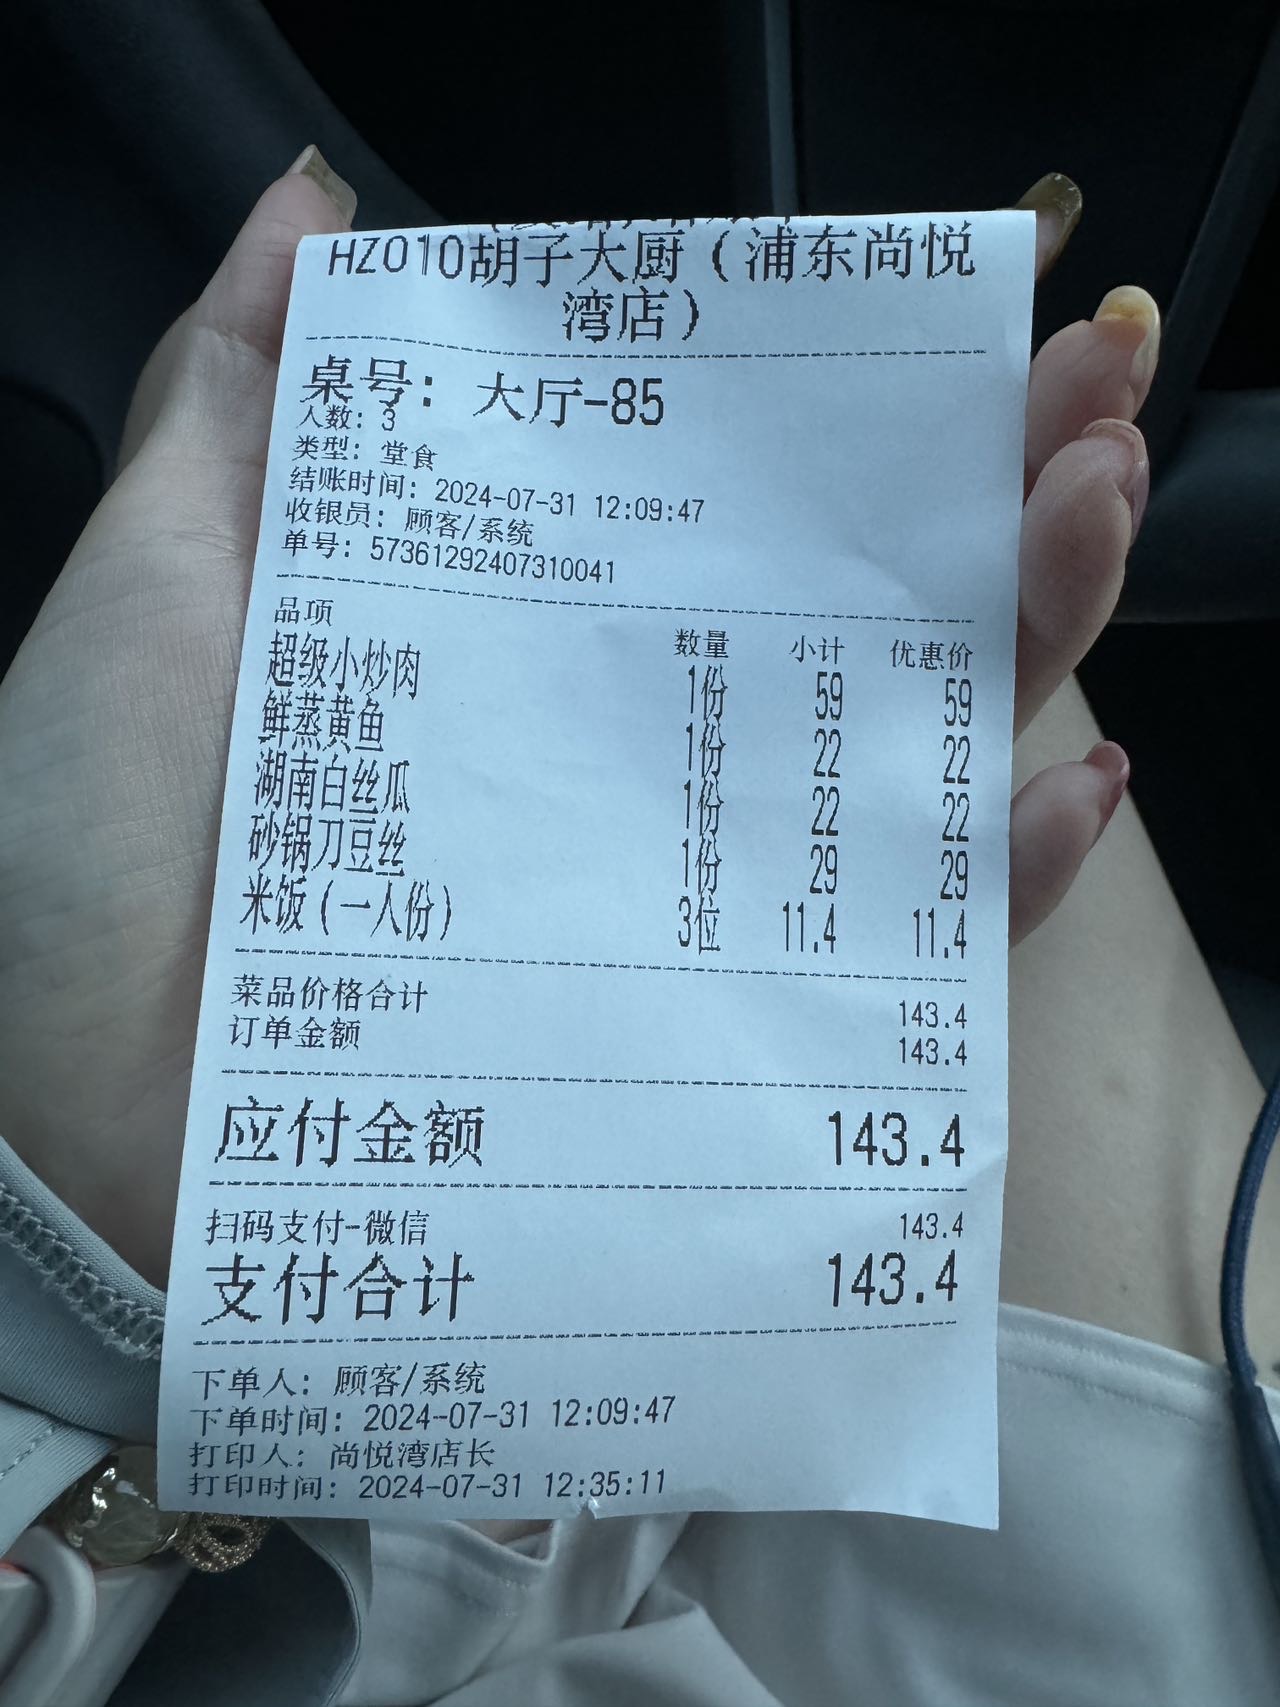 HZ010胡子大厨（浦东尚悦
湾店）
桌号：大厅-85
人数：3
类型：堂食
结账时间：2024-07-31 12:09:47
收银员：顾客/系统
单号：57361292407310041
品项 数量 小计 优惠价
超级小炒肉 1份 59 59
鲜蒸黄鱼 1份 22 22
湖南白丝瓜 1份 22 22
砂锅刀豆丝 1份 29 29
米饭（一人份） 3位 11.4 11.4
菜品价格合计 143.4
订单金额 143.4
应付金额 143.4
扫码支付-微信 143.4
支付合计 143.4
下单人：顾客/系统
下单时间：2024-07-31 12:09:47
打印人：尚悦湾店长
打印时间：2024-07-31 12:35:11